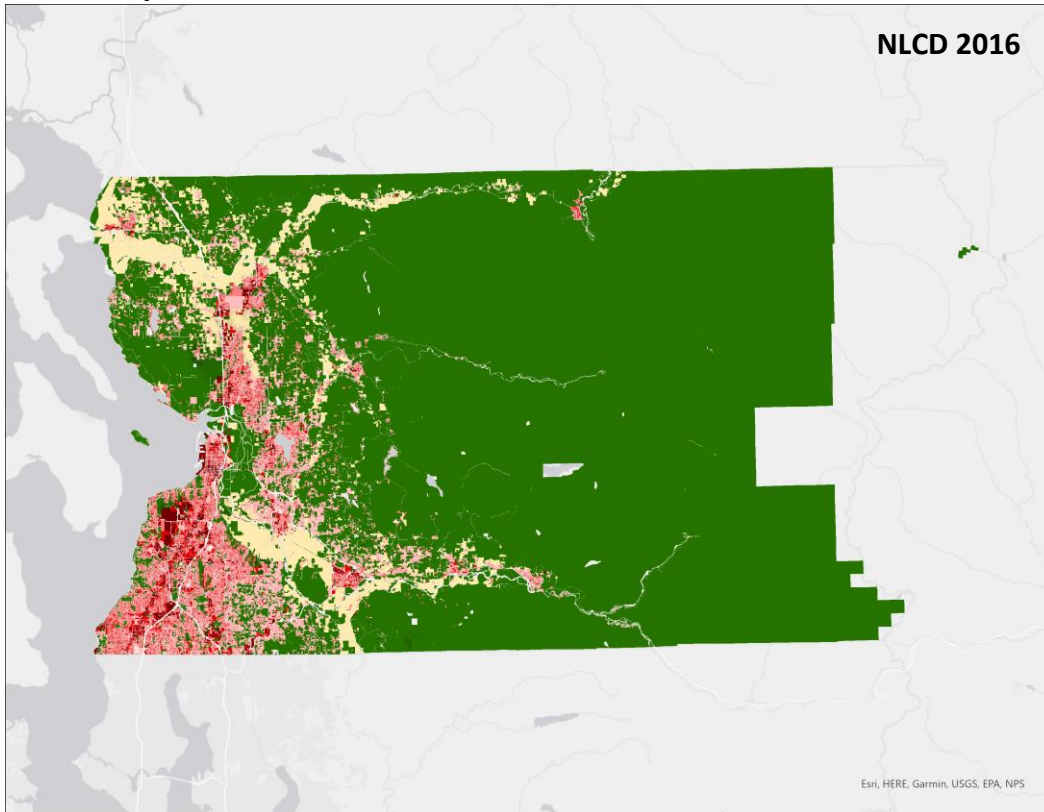 NLCD 2016
Esri, HERE, Garmin, USGS, EPA, NPS